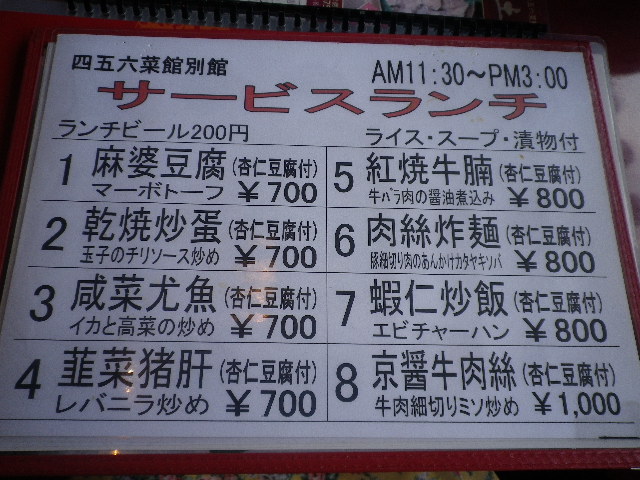 四五六菜館別館
AM11:30～PM3:00
サービスランチ
ランチビール200円
ライス・スープ・漬物付
1 麻婆豆腐(杏仁豆腐付)
マーボトーフ ￥700
2 乾焼炒蛋(杏仁豆腐付)
玉子のチリソース炒め ￥700
3 咸菜尤魚(杏仁豆腐付)
イカと高菜の炒め ￥700
4 韮菜猪肝(杏仁豆腐付)
レバニラ炒め ￥700
5 紅焼牛腩(杏仁豆腐付)
牛バラ肉の醤油煮込み ￥800
6 肉絲炸麺(杏仁豆腐付)
豚細切り肉のあんかけカタヤキソバ ￥800
7 蝦仁炒飯(杏仁豆腐付)
エビチャーハン ￥800
8 京醤牛肉絲(杏仁豆腐付)
牛肉細切りミソ炒め ￥1,000